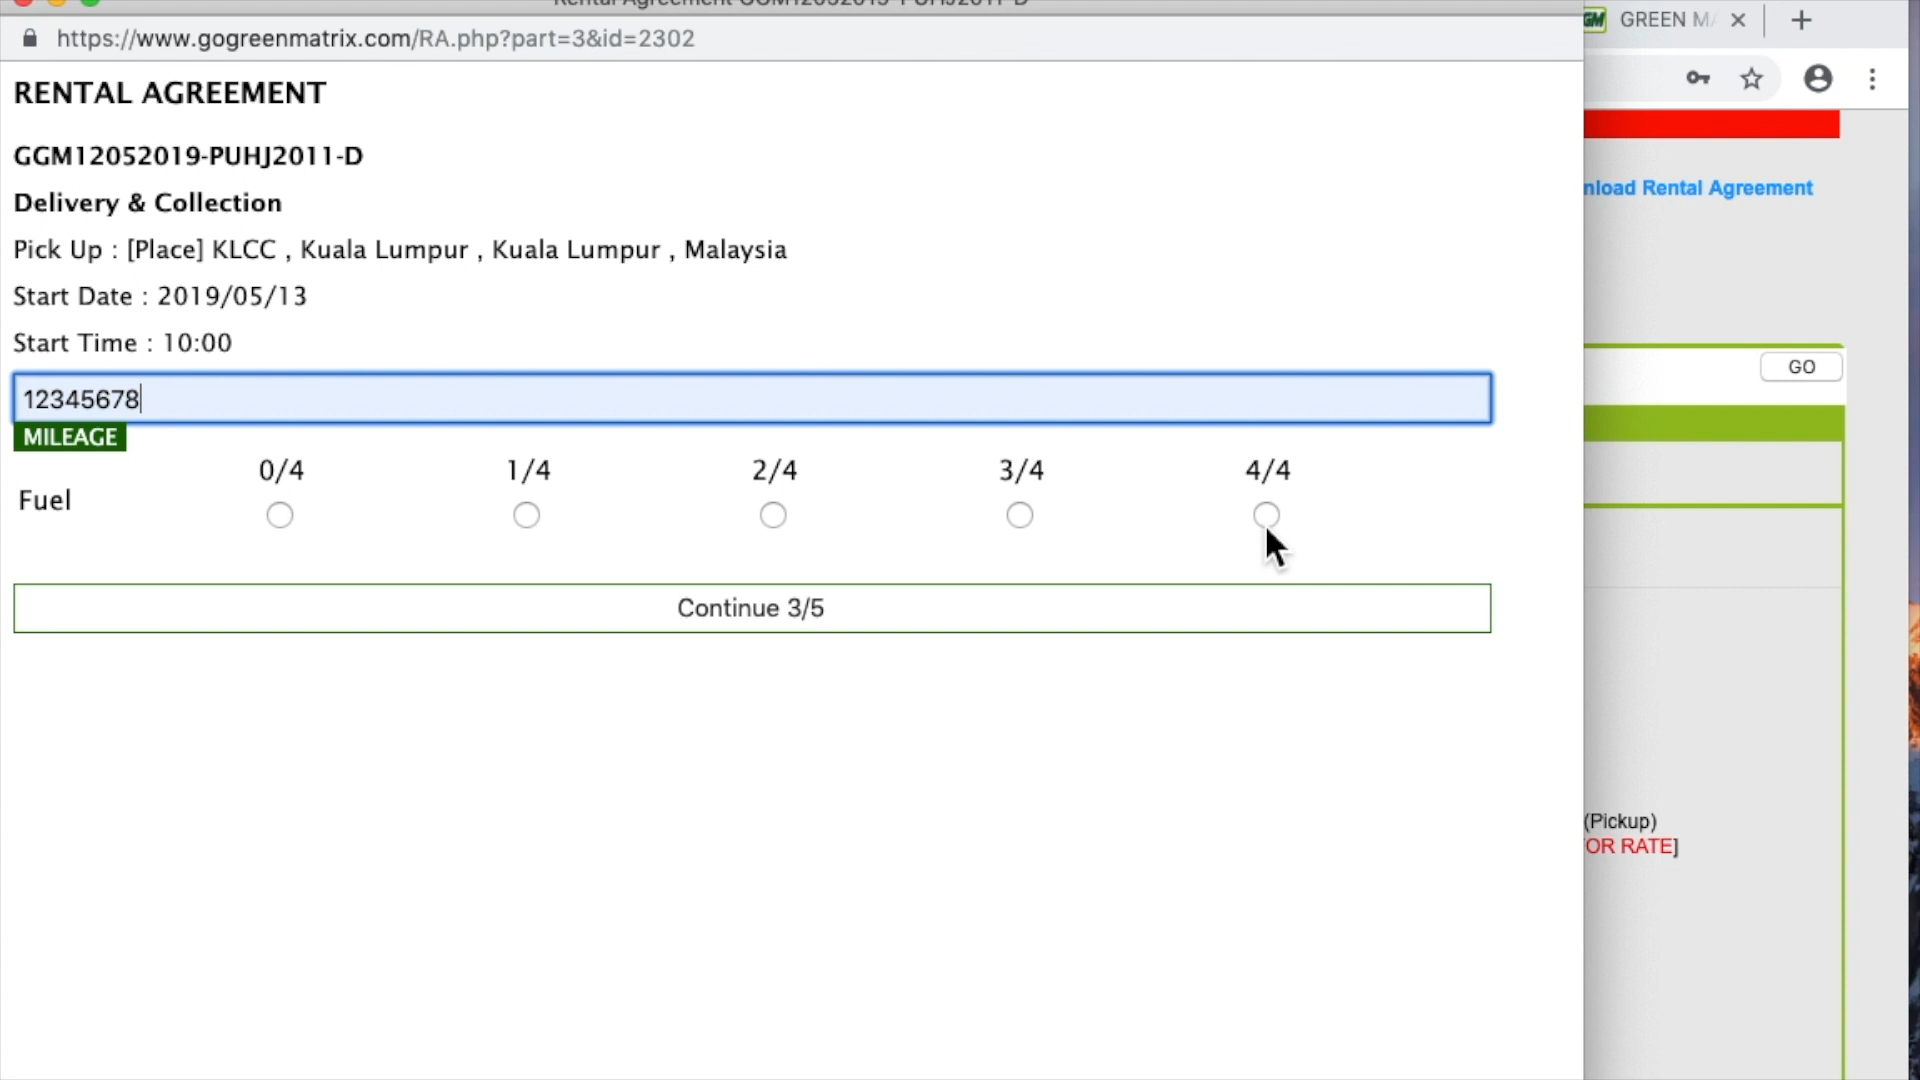 https://www.gogreenmatrix.com/RA.php?part=3&id=2302
GREEN
RENTAL AGREEMENT
GGM12052019-PUHJ2011-D
Delivery & Collection
Pick Up : [Place] KLCC , Kuala Lumpur , Kuala Lumpur , Malaysia
Start Date : 2019/05/13
Start Time : 10:00
12345678
MILEAGE
Fuel
0/4 1/4 2/4 3/4 4/4
Continue 3/5
Rental Agreement
GO
(Pickup)
OR RATE]